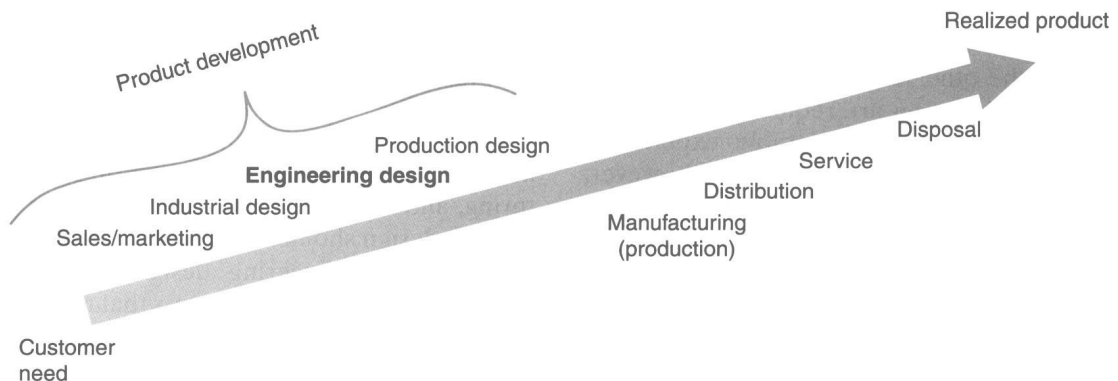 Realized product
Product development
Disposal
Production design
Service
Engineering design
Distribution
Industrial design
Manufacturing
(production)
Sales/marketing
Customer
need